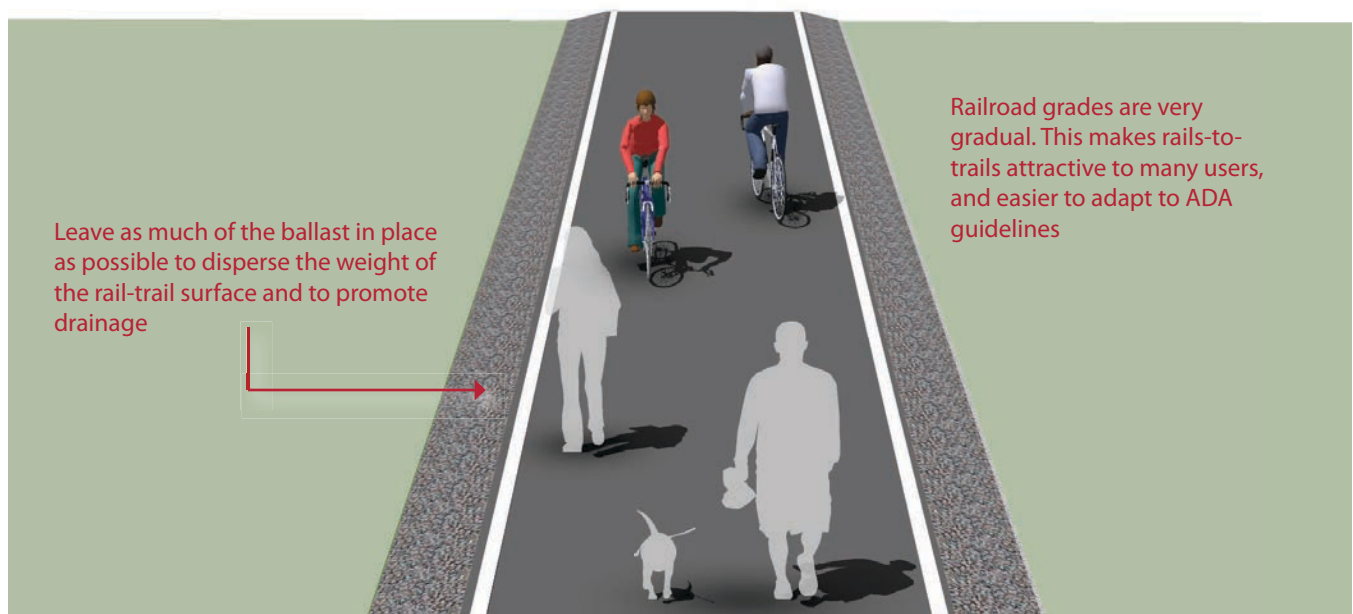 Leave as much of the ballast in place
as possible to disperse the weight of
the rail-trail surface and to promote
drainage
Railroad grades are very
gradual. This makes rails-to-
trails attractive to many users,
and easier to adapt to ADA
guidelines